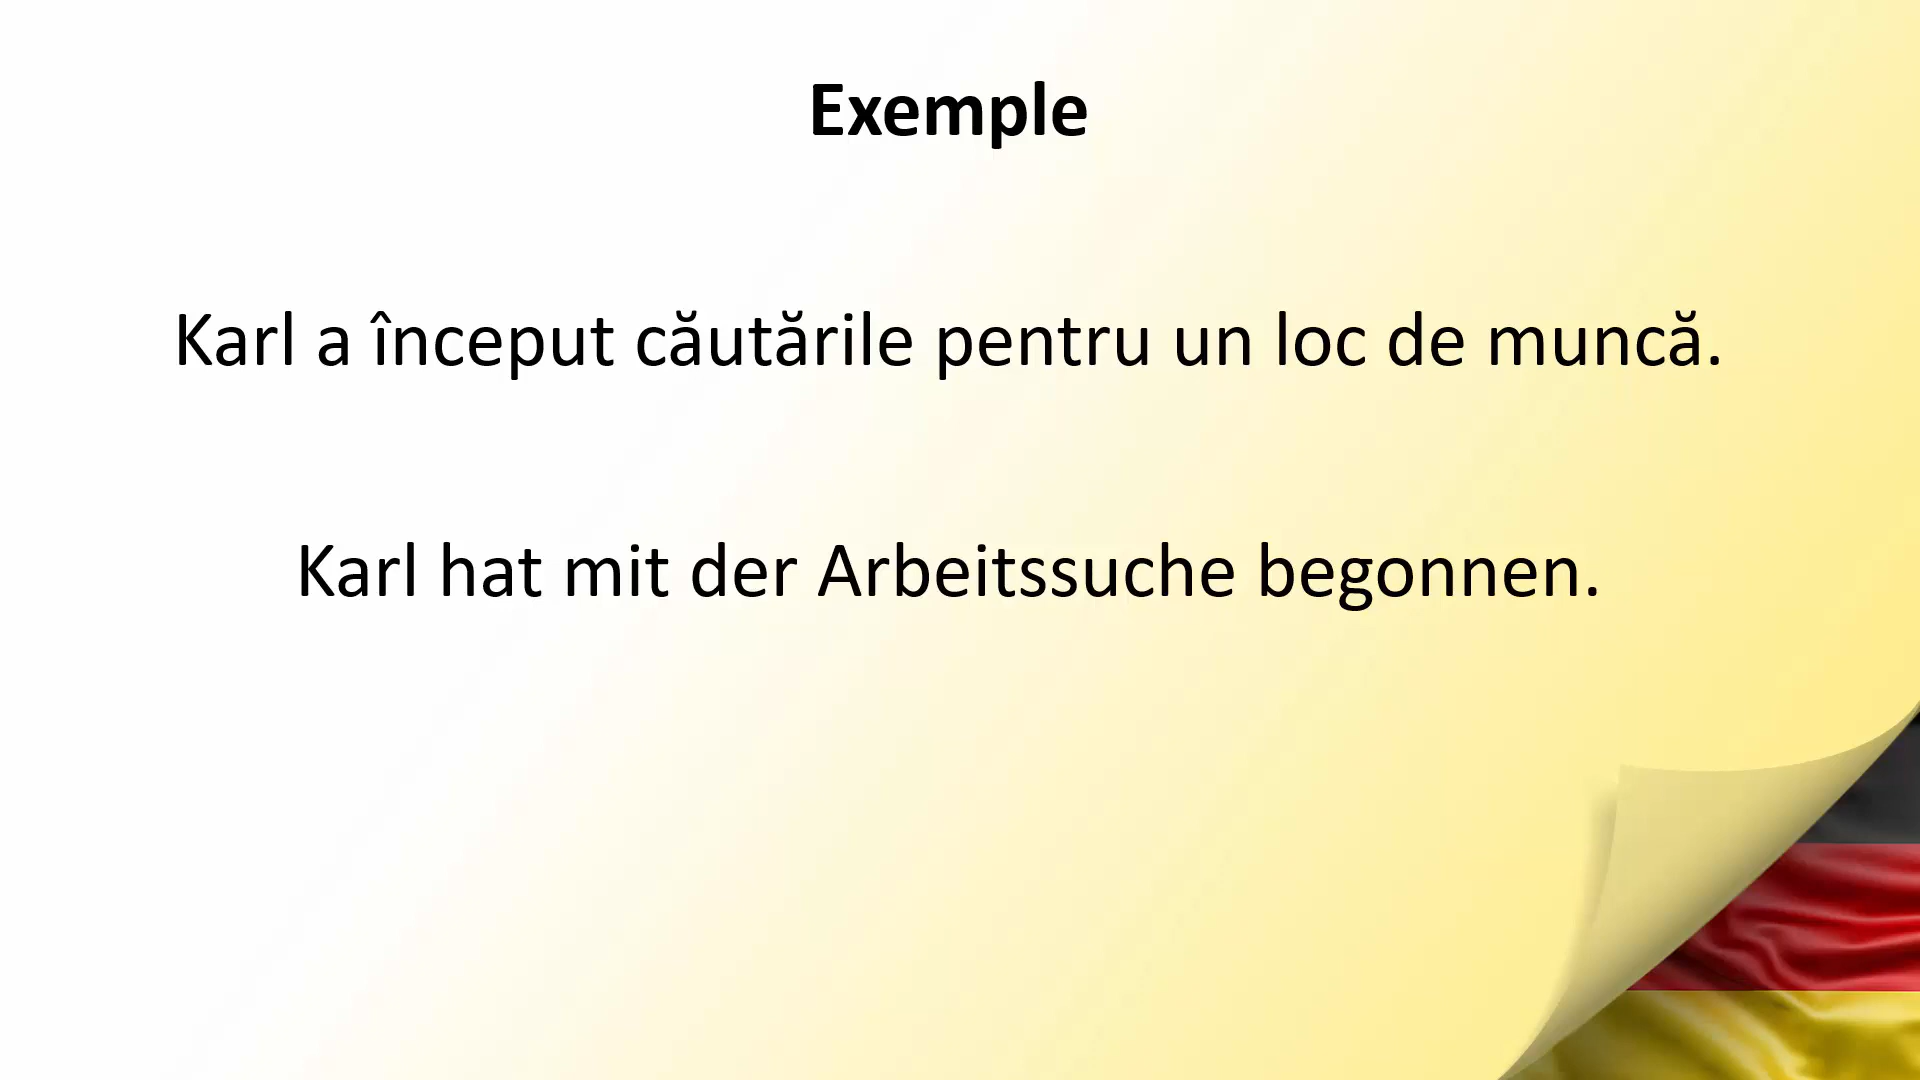 Exemple
Karl a început căutările pentru un loc de muncă.
Karl hat mit der Arbeitssuche begonnen.